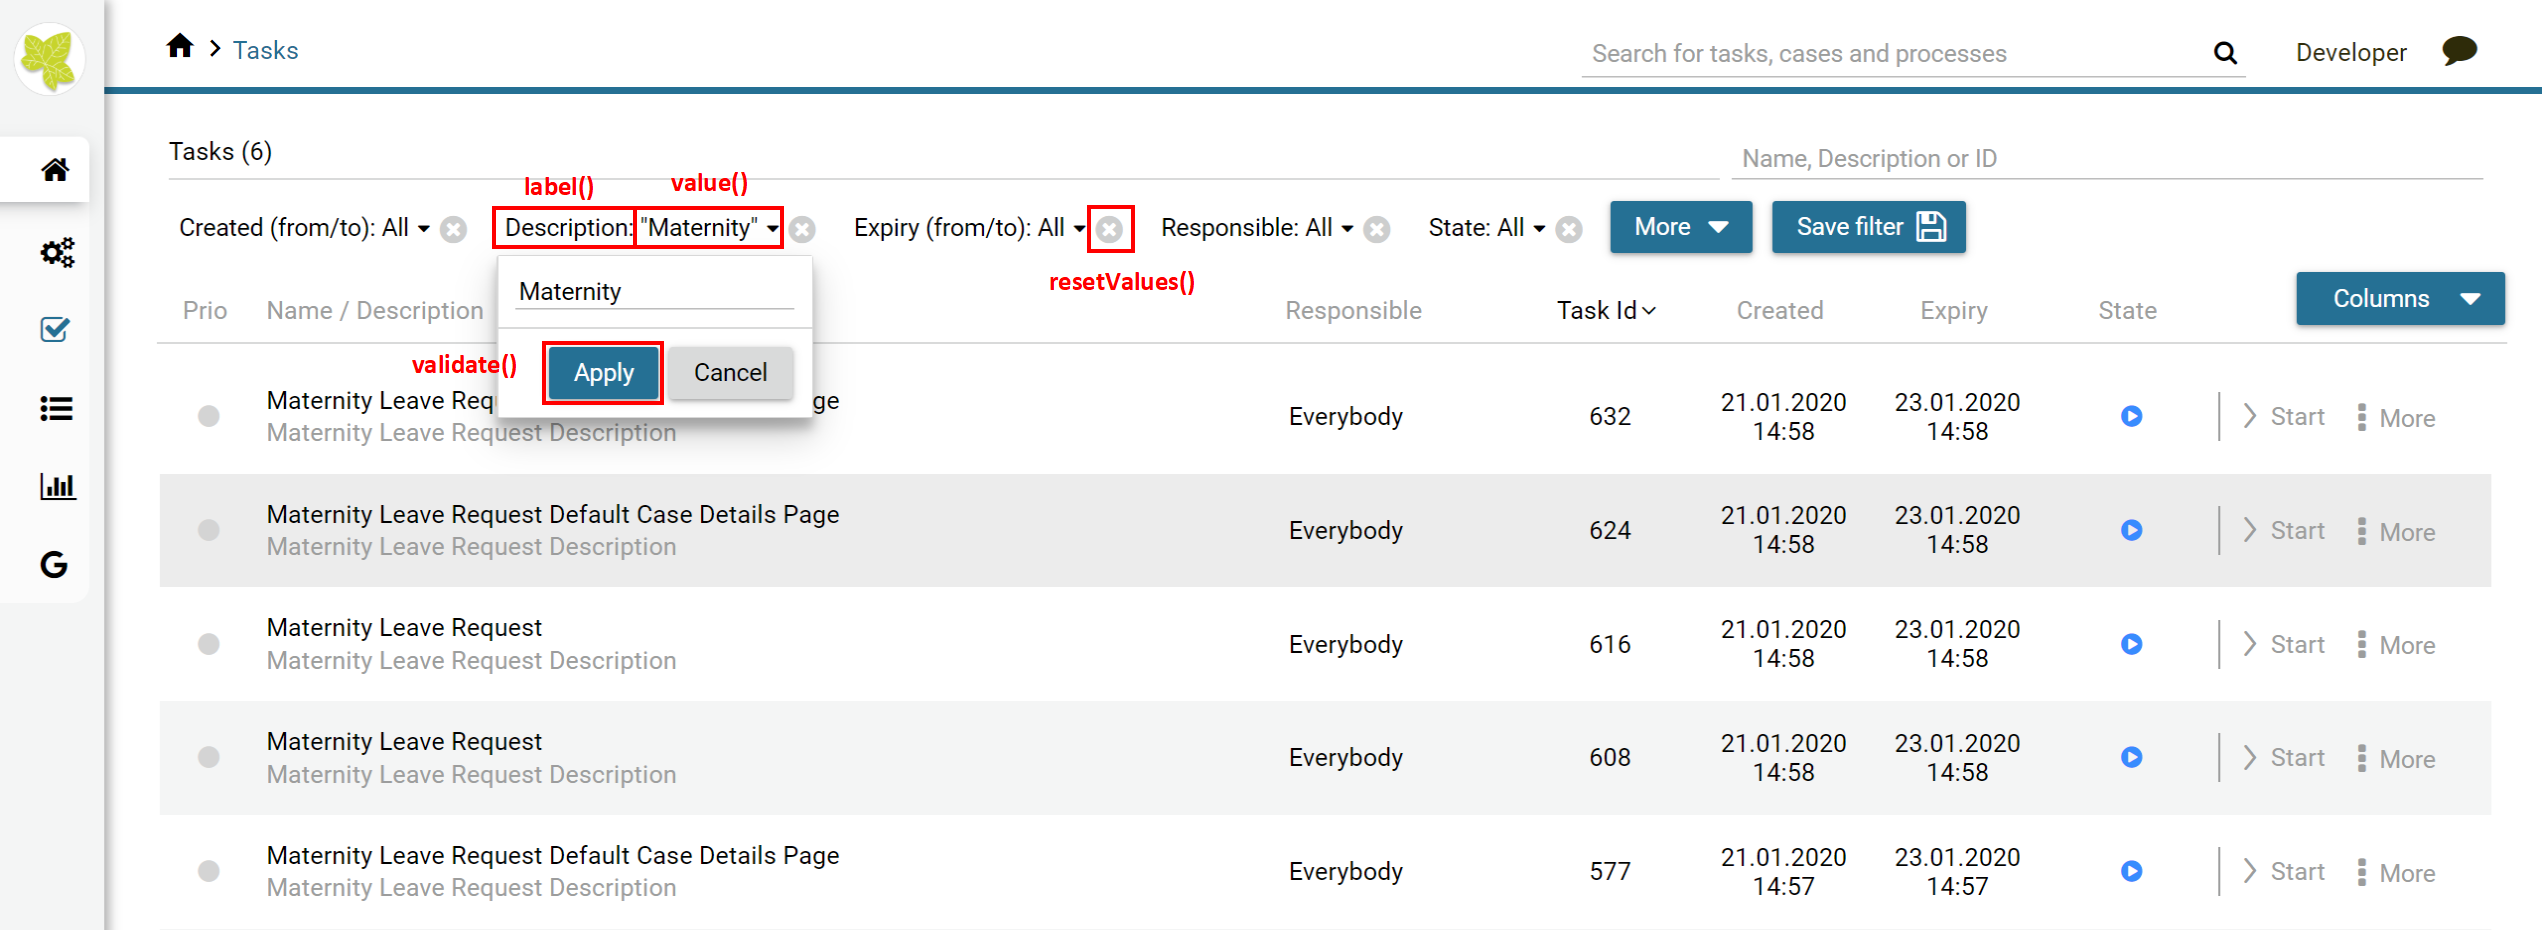 Tasks
Search for tasks, cases and processes
Developer
Tasks (6)
Name, Description or ID
label()
value()
Created (from/to): All
Description: "Maternity"
Expiry (from/to): All
Responsible: All
State: All
More
Save filter
resetValues()
Maternity
Prio
Name / Description
Responsible
Task Id
Created
Expiry
State
Columns
validate()
Apply
Cancel
Maternity Leave Req
ge
Maternity Leave Request Description
Everybody
632
21.01.2020
14:58
23.01.2020
14:58
Start
More
Maternity Leave Request Default Case Details Page
Maternity Leave Request Description
Everybody
624
21.01.2020
14:58
23.01.2020
14:58
Start
More
Maternity Leave Request
Maternity Leave Request Description
Everybody
616
21.01.2020
14:58
23.01.2020
14:58
Start
More
Maternity Leave Request
Maternity Leave Request Description
Everybody
608
21.01.2020
14:58
23.01.2020
14:58
Start
More
Maternity Leave Request Default Case Details Page
Maternity Leave Request Description
Everybody
577
21.01.2020
14:57
23.01.2020
14:57
Start
More